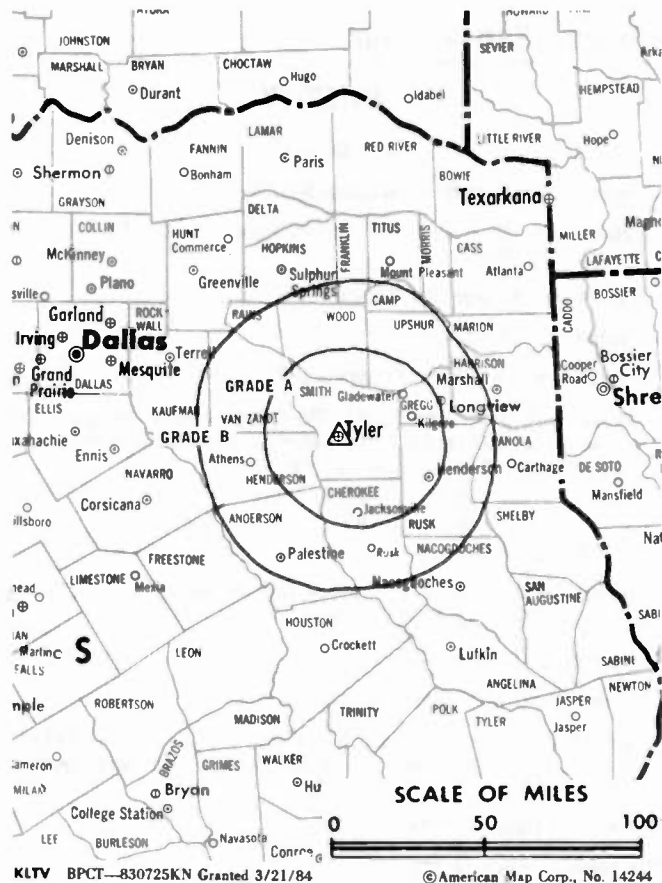 HOWARD
JOHNSTON
MARSHALL
BRYAN
CHOCTAW
SEVIER
Hugo
Durant
Idabel
HEMPSTEAD
Denison
LAMAR
LITTLE RIVER
Hope
FANNIN
Paris
RED RIVER
Shermon
Bonham
BOWIE
Texarkana
GRAYSON
DELTA
COLLIN
HUNT
Commerce
TITUS
MORRIS
MILLER
McKinney
HOPKINS
FRANKLIN
CASS
LAFAYETTE
Plano
Greenville
Sulphur
Springs
Mount Pleasant
Atlanta
BOSSIER
CAMP
Garland
ROCK
WALL
RAINS
WOOD
UPSHUR
MARION
CADDO
Irving
Dallas
Terrell
HARRISON
Bossier
City
Grand
Prairie
Mesquite
GRADE A
SMITH
Gladewater
Marshall
Cooper
Road
DALLAS
GREGG
Longview
Shre
ELLIS
KAUFMAN
VAN ZANDT
Kilgore
GRADE B
Tyler
PANOLA
Ennis
Athens
Henderson
Carthage
DE SOTO
NAVARRO
HENDERSON
Mansfield
Corsicana
CHEROKEE
Jacksonville
ANDERSON
RUSK
SHELBY
FREESTONE
Palestine
Rusk
NACOGDOCHES
LIMESTONE
Mexia
Nacogdoches
SAN
AUGUSTINE
HOUSTON
S
Crockett
Lufkin
FALLS
LEON
SABINE
ANGELINA
NEWTON
ROBERTSON
JASPER
MADISON
TRINITY
POLK
TYLER
Jasper
BRAZOS
GRIMES
WALKER
MILAM
Bryan
Hu
College Station
SCALE OF MILES
LEE
BURLESON
Navasota
0 50 100
Conroe
KLTV BPCT—830725KN Granted 3/21/84
©American Map Corp., No. 14244